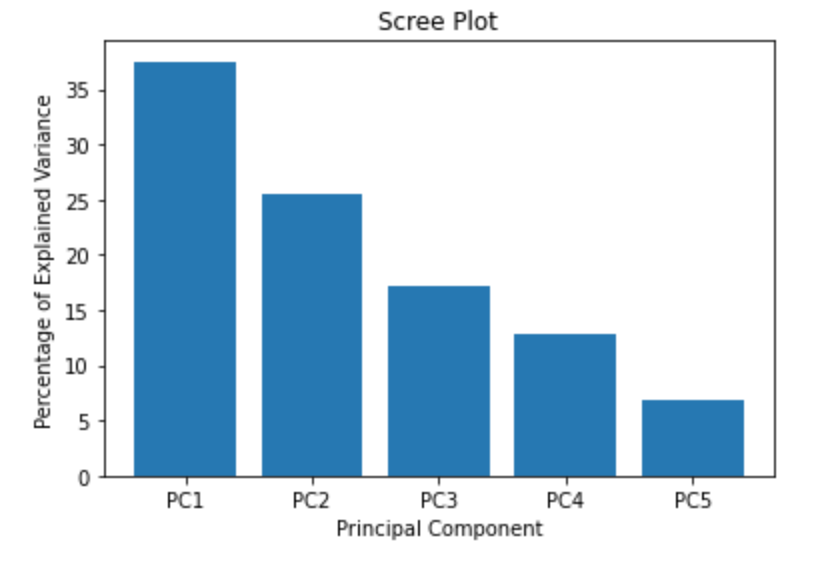 Scree Plot
Percentage of Explained Variance
35
30
25
20
15
10
5
0
PC1 PC2 PC3 PC4 PC5
Principal Component